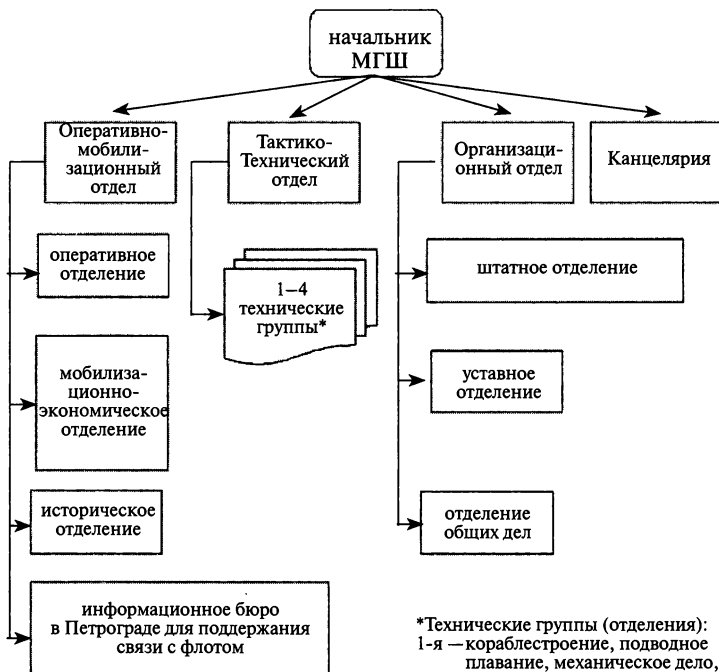 начальник
МГШ
Оперативно-
мобили-
зационный
отдел
Тактико-
Технический
отдел
Организаци-
онный отдел
Канцелярия
оперативное
отделение
1—4
технические
группы*
штатное отделение
мобилиза-
ционно-
экономическое
отделение
уставное
отделение
историческое
отделение
отделение
общих дел
информационное бюро
в Петрограде для поддержания
связи с флотом
*Технические группы (отделения):
1-я — кораблестроение, подводное
плавание, механическое дело,